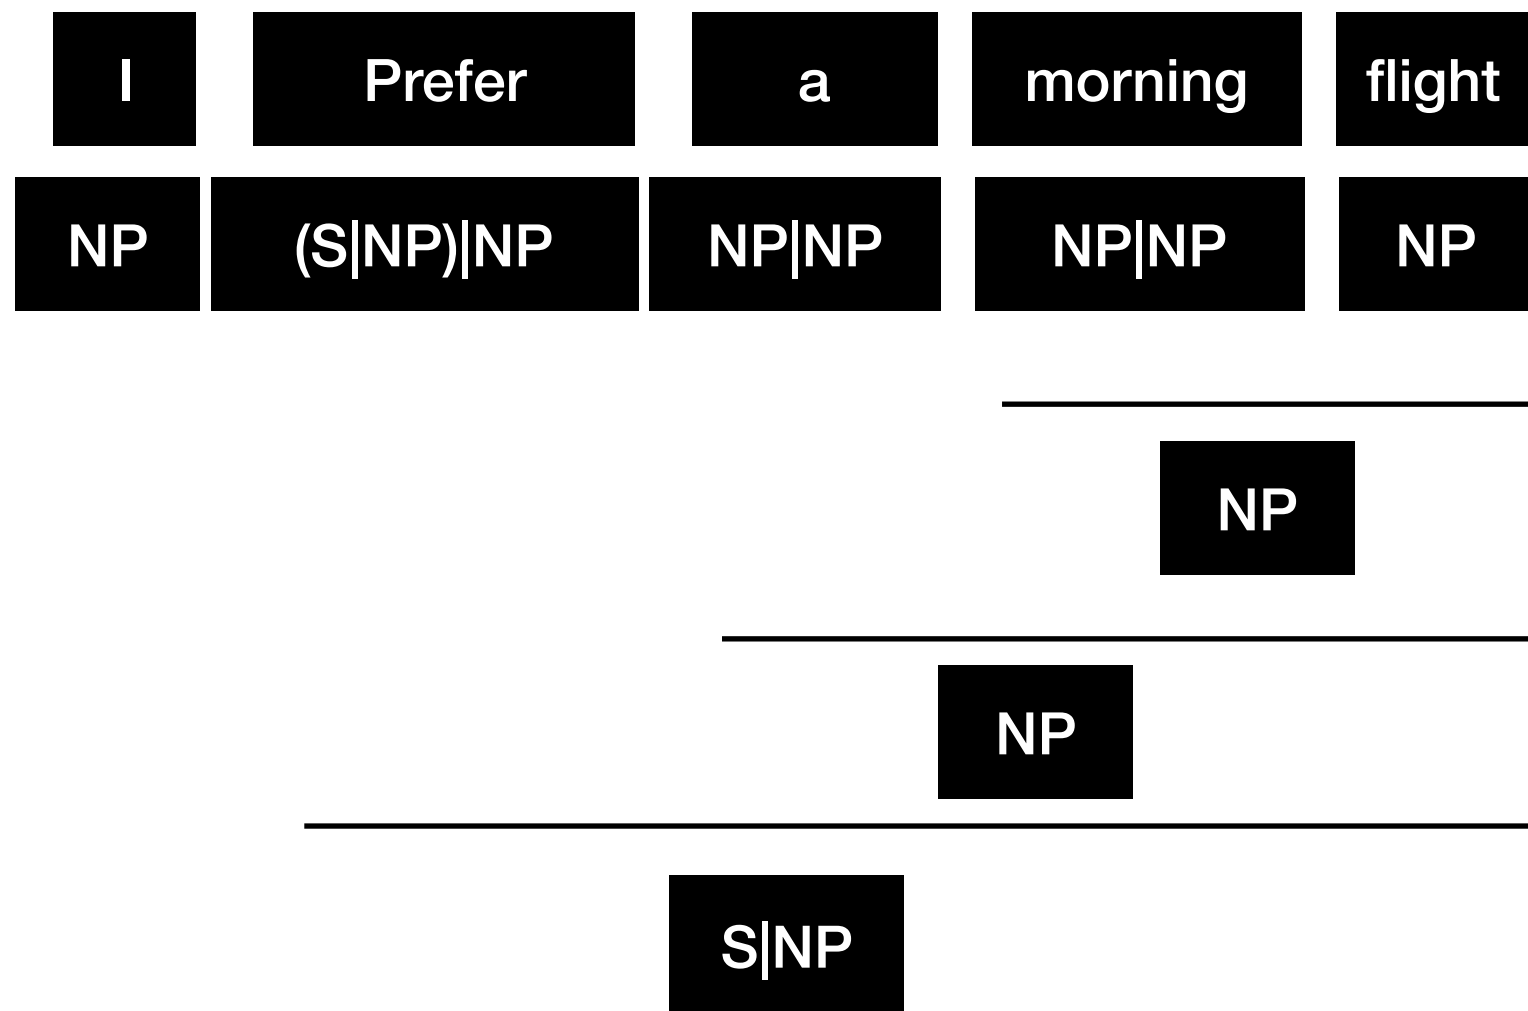 I Prefer a morning flight
NP (S|NP)|NP NP|NP NP|NP NP
NP
NP
S|NP